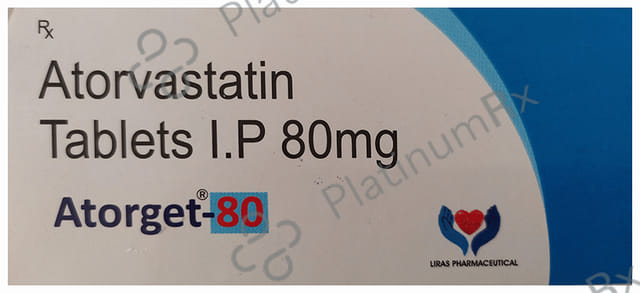 Rx
Atorvastatin
Tablets I.P 80mg
Atorget®-80
LIRAS PHARMACEUTICAL
PlatinumRx